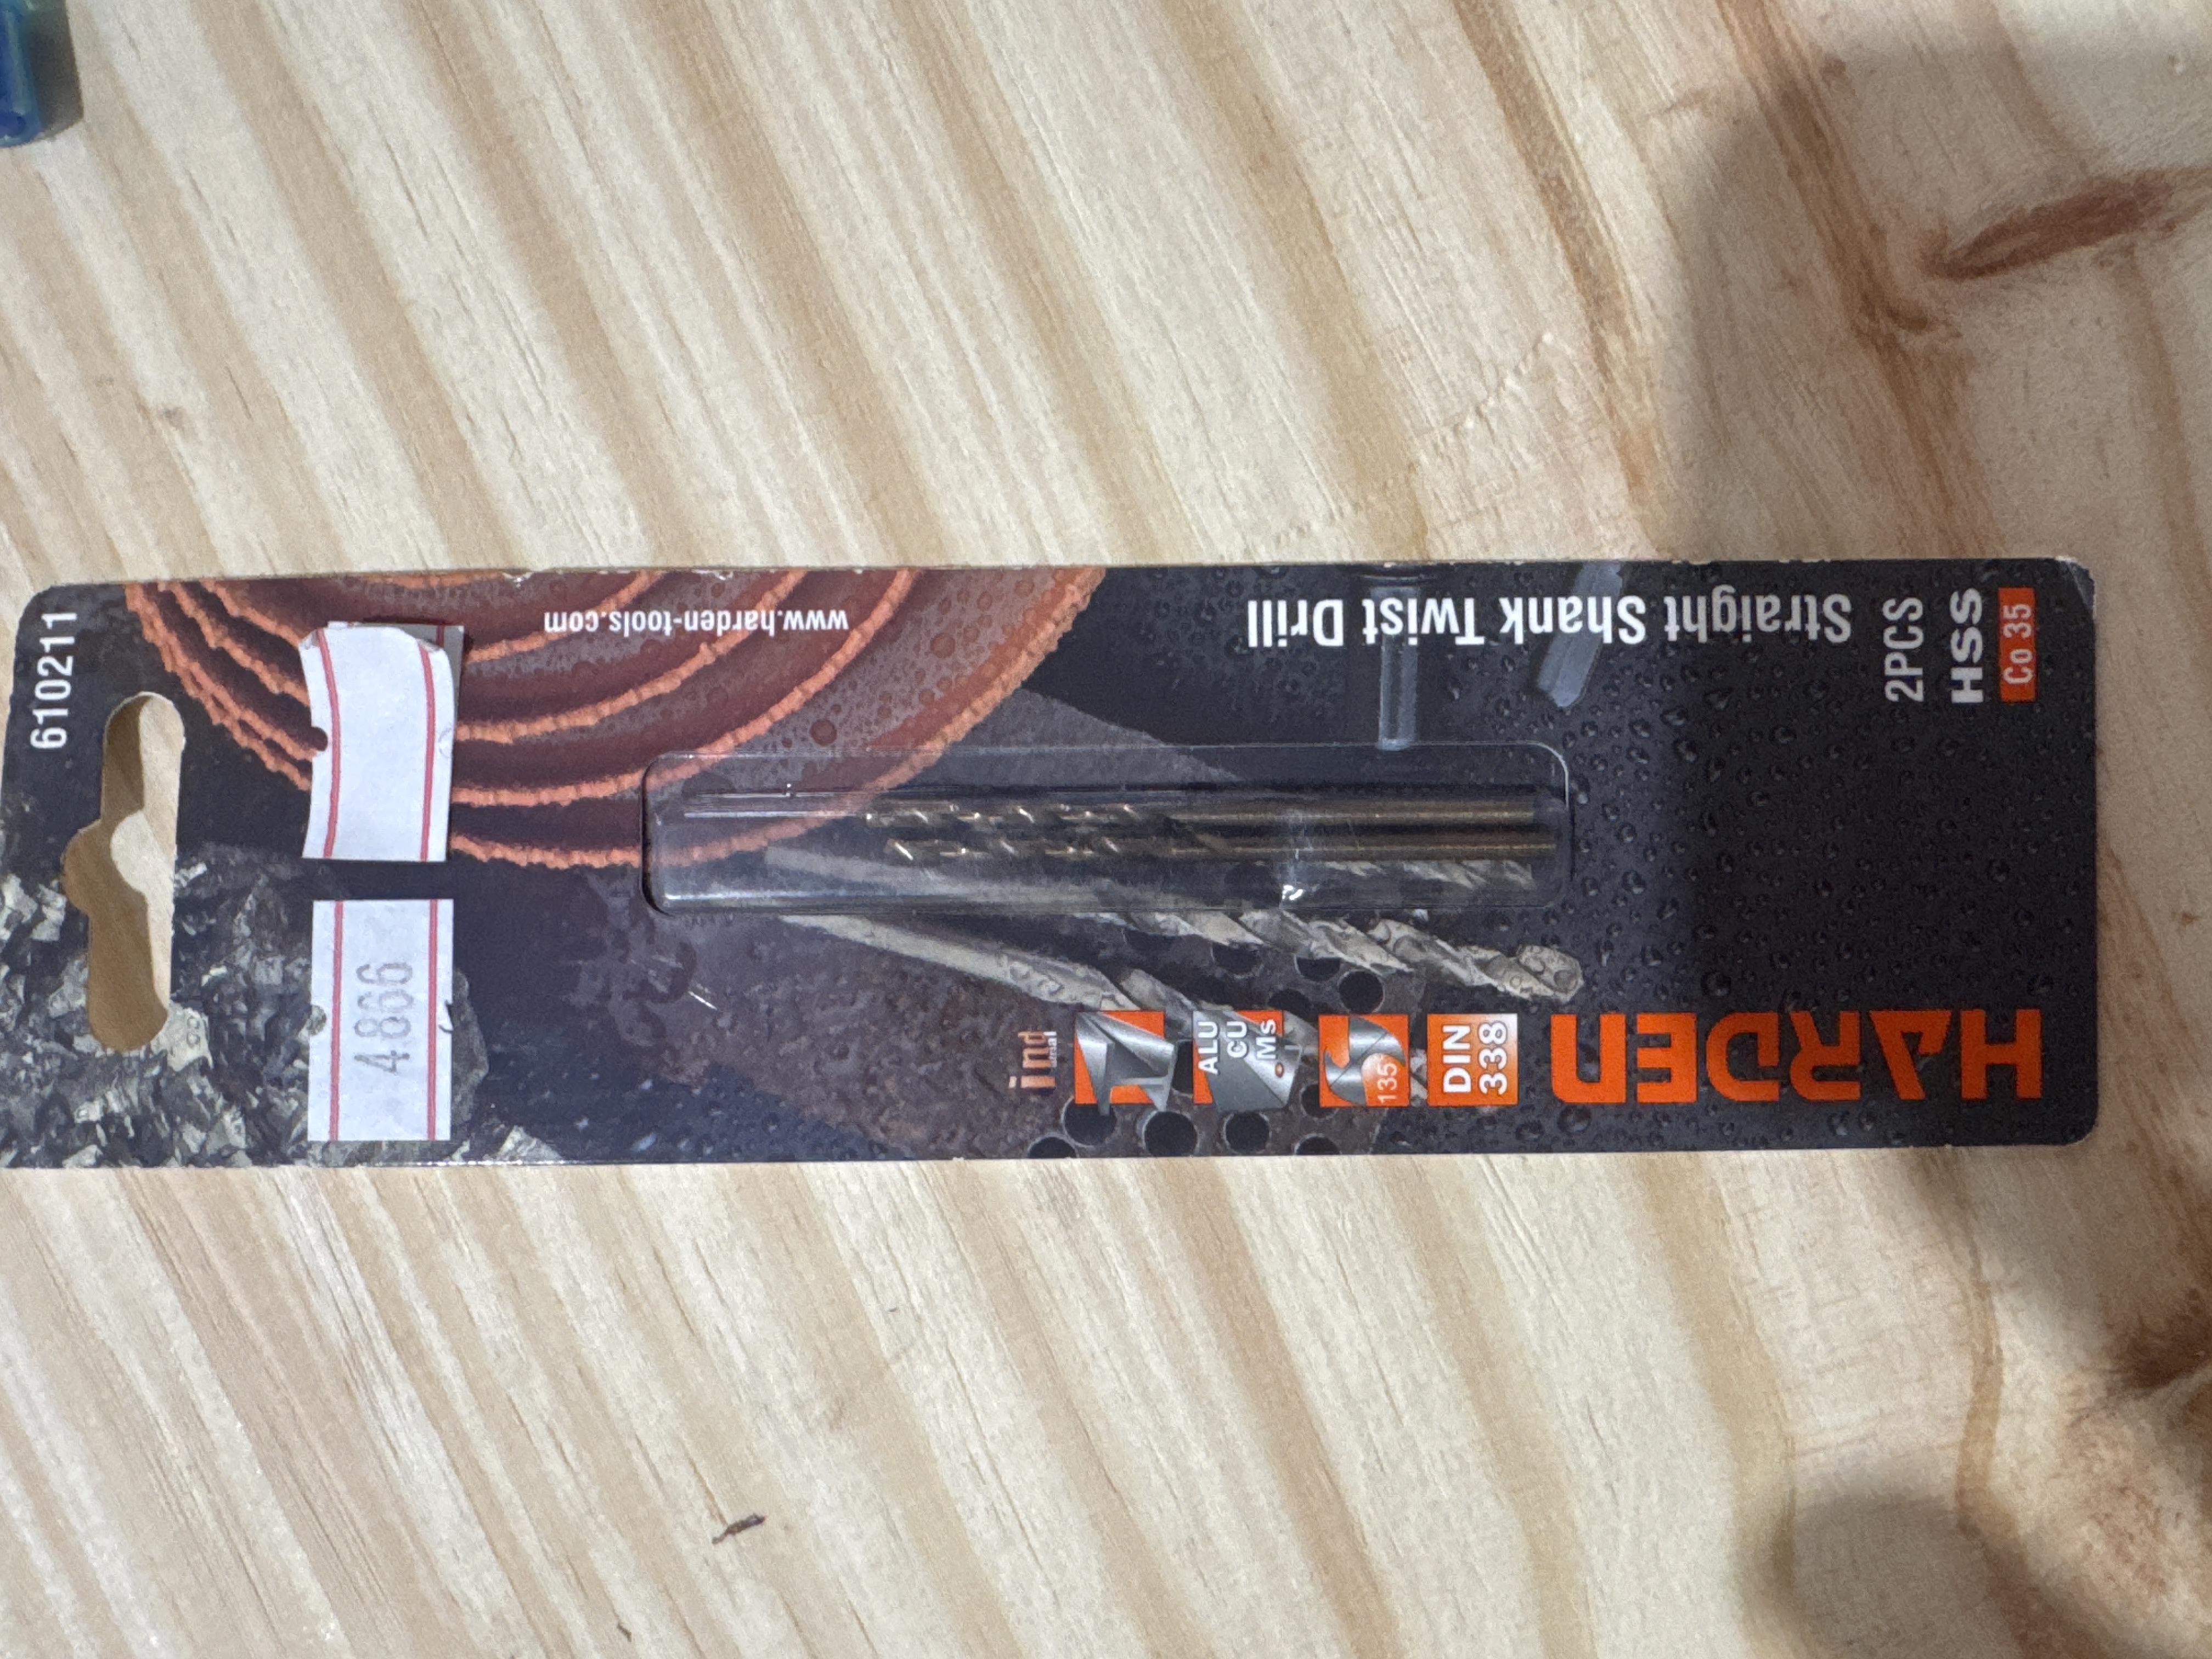 610211
www.harden-tools.com
Straight Shank Twist Drill
2PCS
HSS
Co 35
4866
ind
ALU
CU
Ms
135°
DIN
338
HARDEN